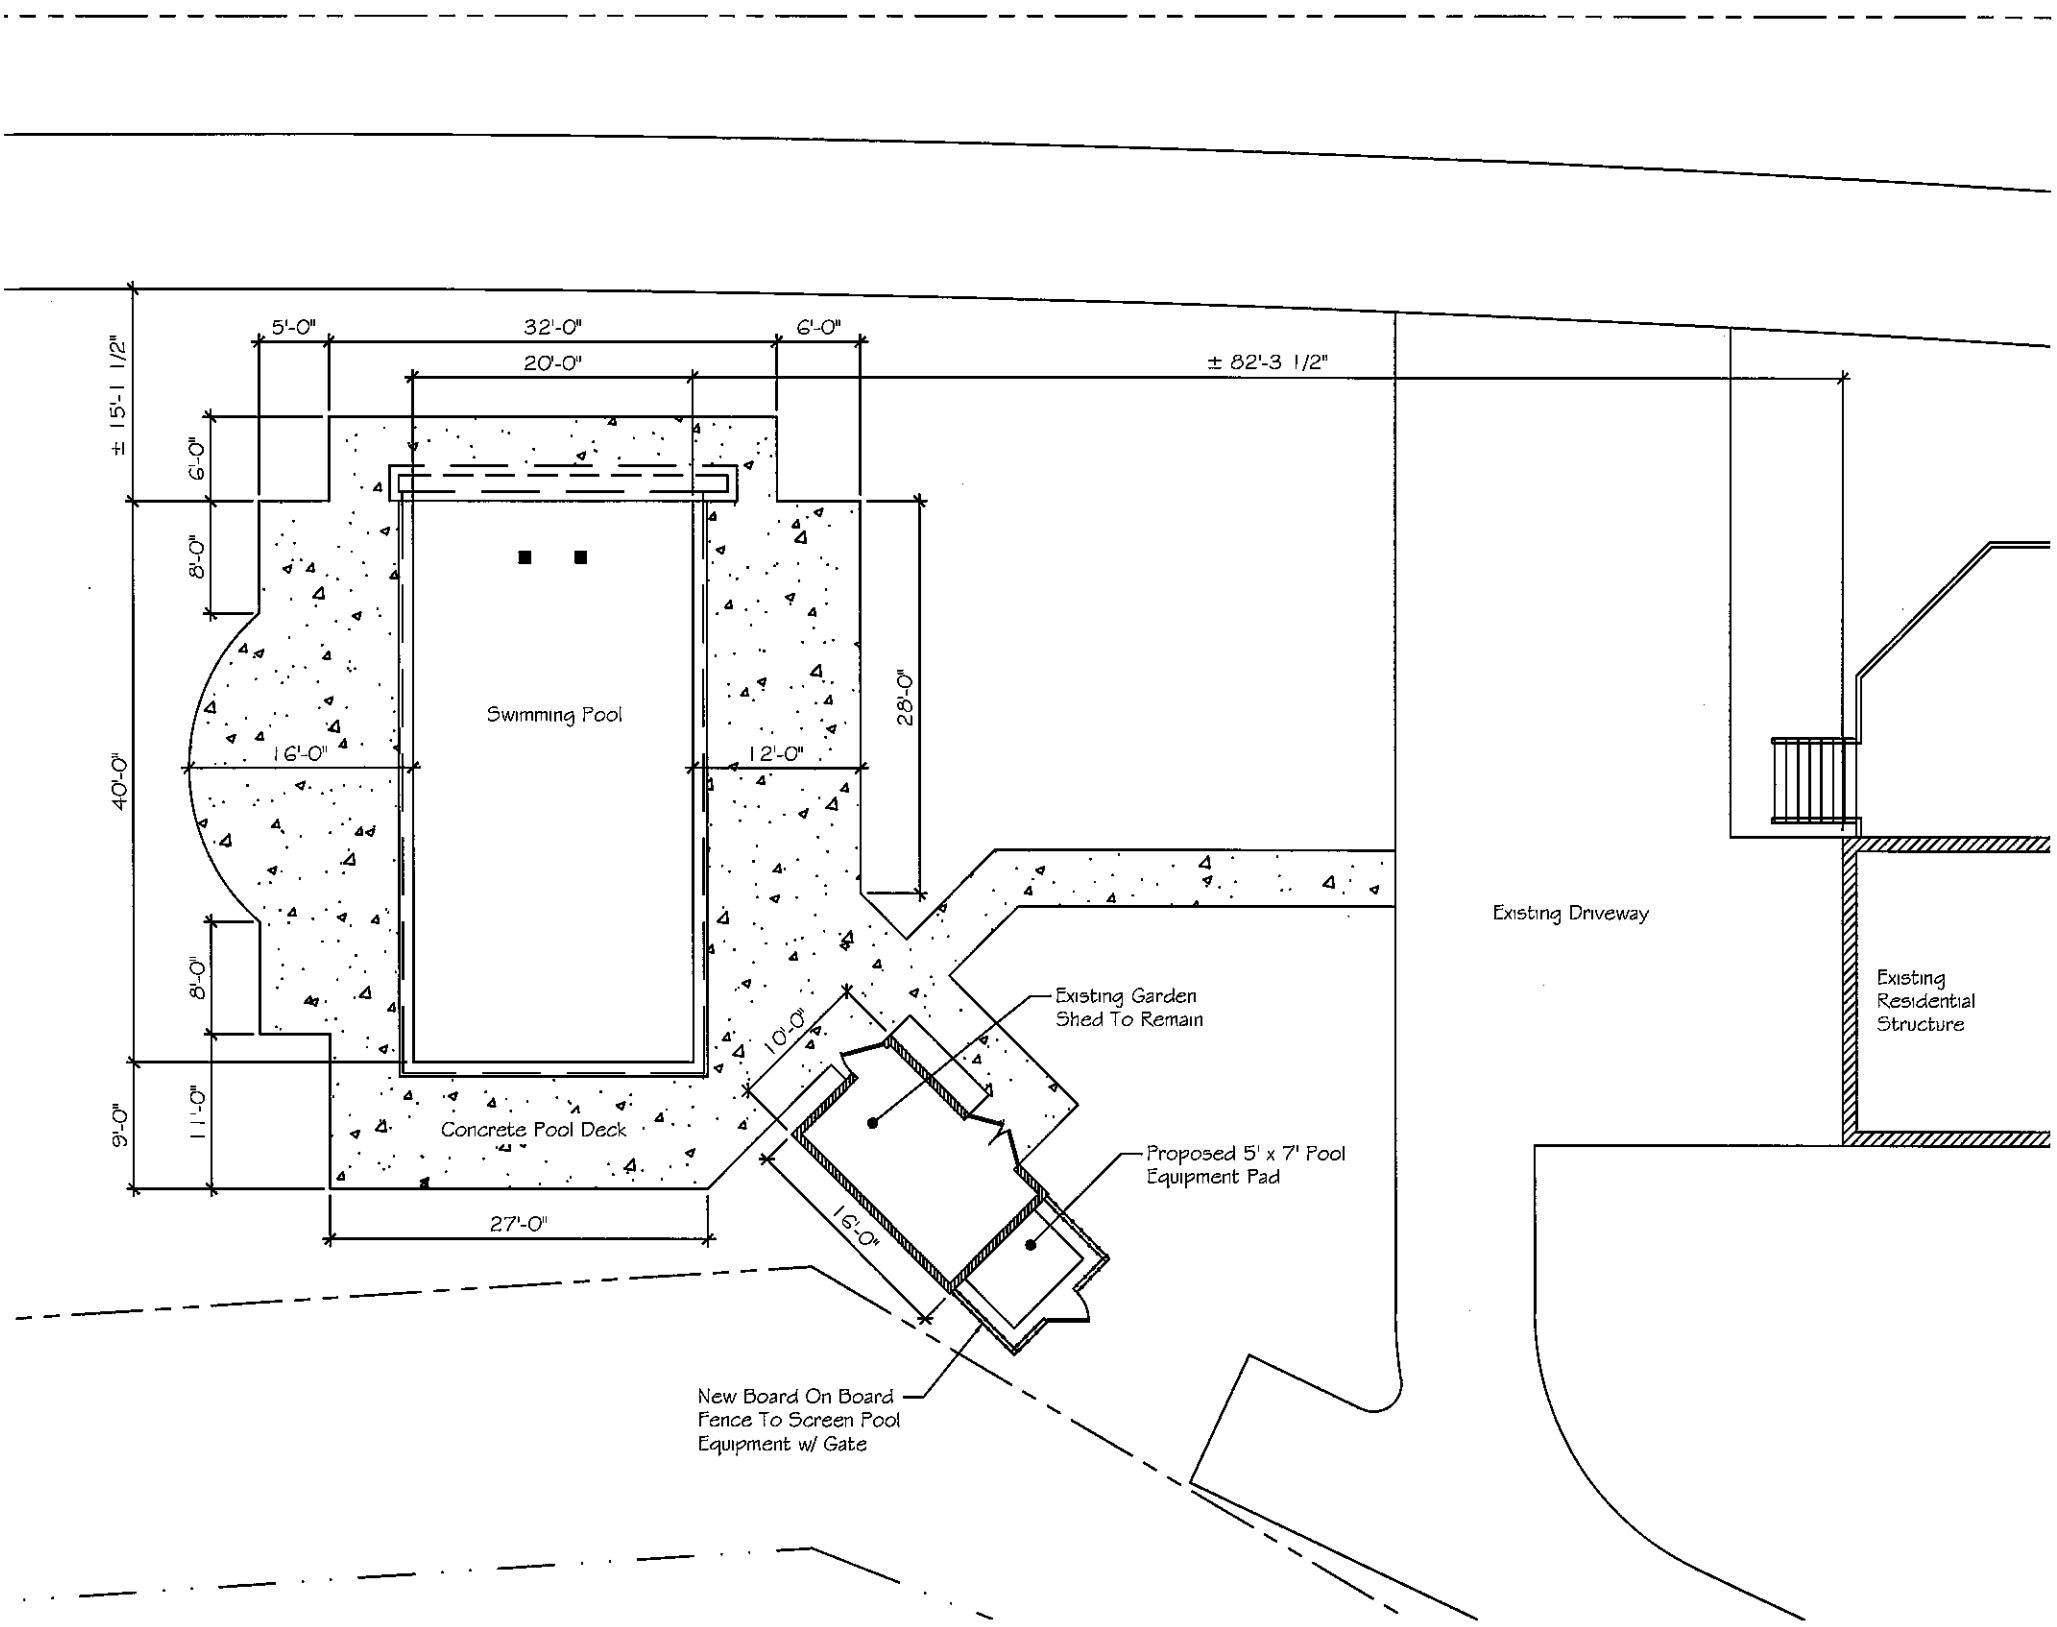 5'-0"
32'-0"
6'-0"
20'-0"
± 82'-3 1/2"
± 15'-1 1/2"
6'-0"
8'-0"
28'-0"
Swimming Pool
16'-0"
12'-0"
40'-0"
Existing Driveway
8'-0"
Existing
Residential
Structure
Existing Garden
Shed To Remain
10'-0"
9'-0"
11'-0"
Concrete Pool Deck
Proposed 5' x 7' Pool
Equipment Pad
27'-0"
16'-0"
New Board On Board
Fence To Screen Pool
Equipment w/ Gate